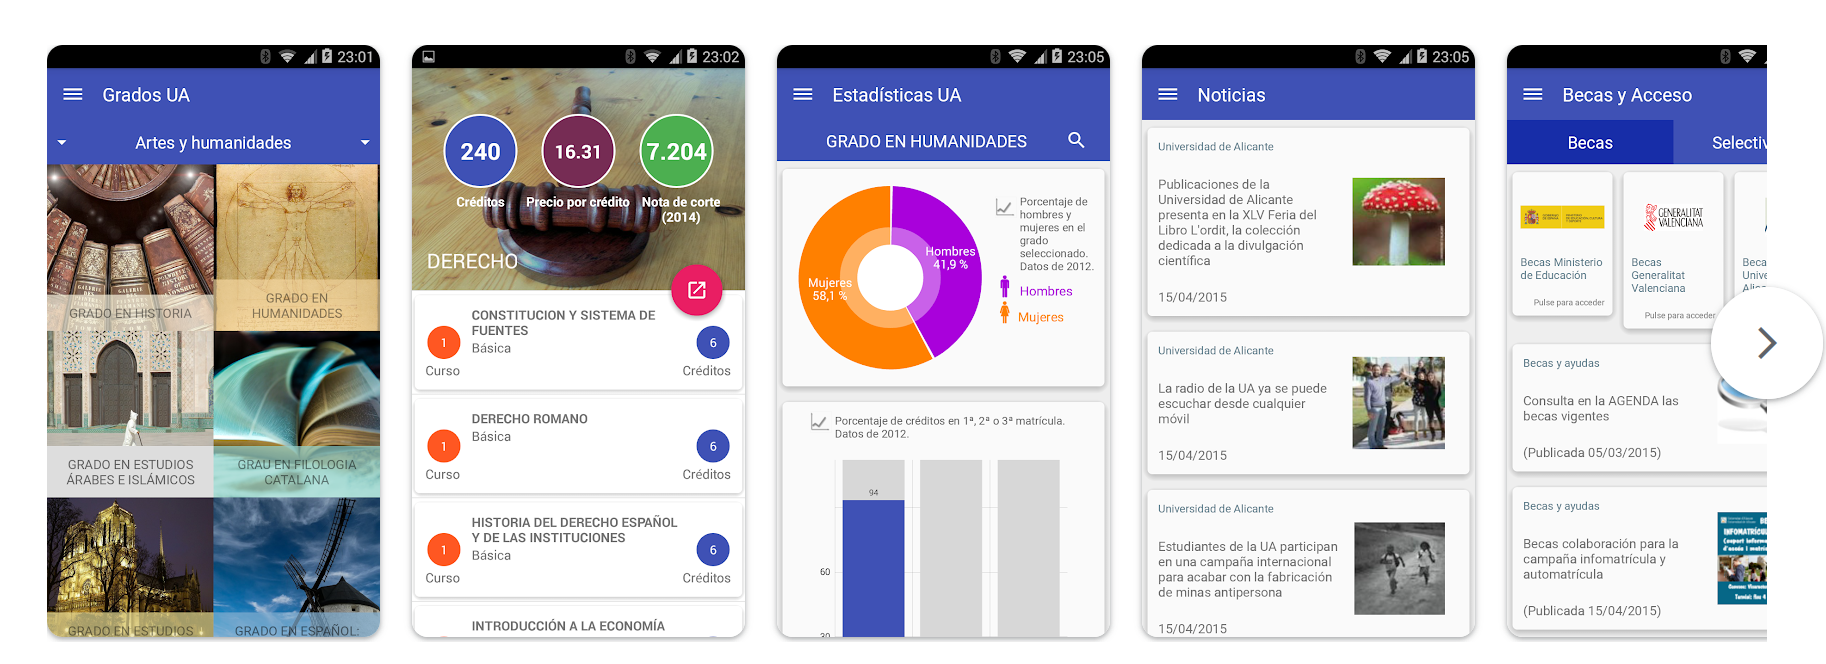 23:01
Grados UA
Artes y humanidades
GRADO EN HISTORIA
GRADO EN
HUMANIDADES
GRADO EN ESTUDIOS
ÁRABES E ISLÁMICOS
GRAU EN FILOLOGIA
CATALANA
GRADO EN ESTUDIOS
GRADO EN ESPAÑOL:
23:02
240
16.31
7.204
Créditos
Precio por crédito
Nota de corte
(2014)
DERECHO
CONSTITUCION Y SISTEMA DE
FUENTES
Básica
1
Curso
6
Créditos
DERECHO ROMANO
Básica
1
Curso
6
Créditos
HISTORIA DEL DERECHO ESPAÑOL
Y DE LAS INSTITUCIONES
Básica
1
Curso
6
Créditos
INTRODUCCIÓN A LA ECONOMÍA
23:05
Estadísticas UA
GRADO EN HUMANIDADES
Hombres
41,9 %
Mujeres
58,1 %
Porcentaje de
hombres y
mujeres en el
grado
seleccionado.
Datos de 2012.
Hombres
Mujeres
Porcentaje de créditos en 1ª, 2ª o 3ª matrícula.
Datos de 2012.
94
60
30
23:05
Noticias
Universidad de Alicante
Publicaciones de la
Universidad de Alicante
presenta en la XLV Feria del
Libro L'ordit, la colección
dedicada a la divulgación
científica
15/04/2015
Universidad de Alicante
La radio de la UA ya se puede
escuchar desde cualquier
móvil
15/04/2015
Universidad de Alicante
Estudiantes de la UA participan
en una campaña internacional
para acabar con la fabricación
de minas antipersona
15/04/2015
Becas y Acceso
Becas
Selectiv
GENERALITAT
VALENCIANA
Becas Ministerio
de Educación
Pulse para acceder
Becas
Generalitat
Valenciana
Pulse para acceder
Beca
Unive
Becas y ayudas
Consulta en la AGENDA las
becas vigentes
(Publicada 05/03/2015)
Becas y ayudas
Becas colaboración para la
campaña infomatrícula y
automatrícula
(Publicada 15/04/2015)
INFOMATRÍCU